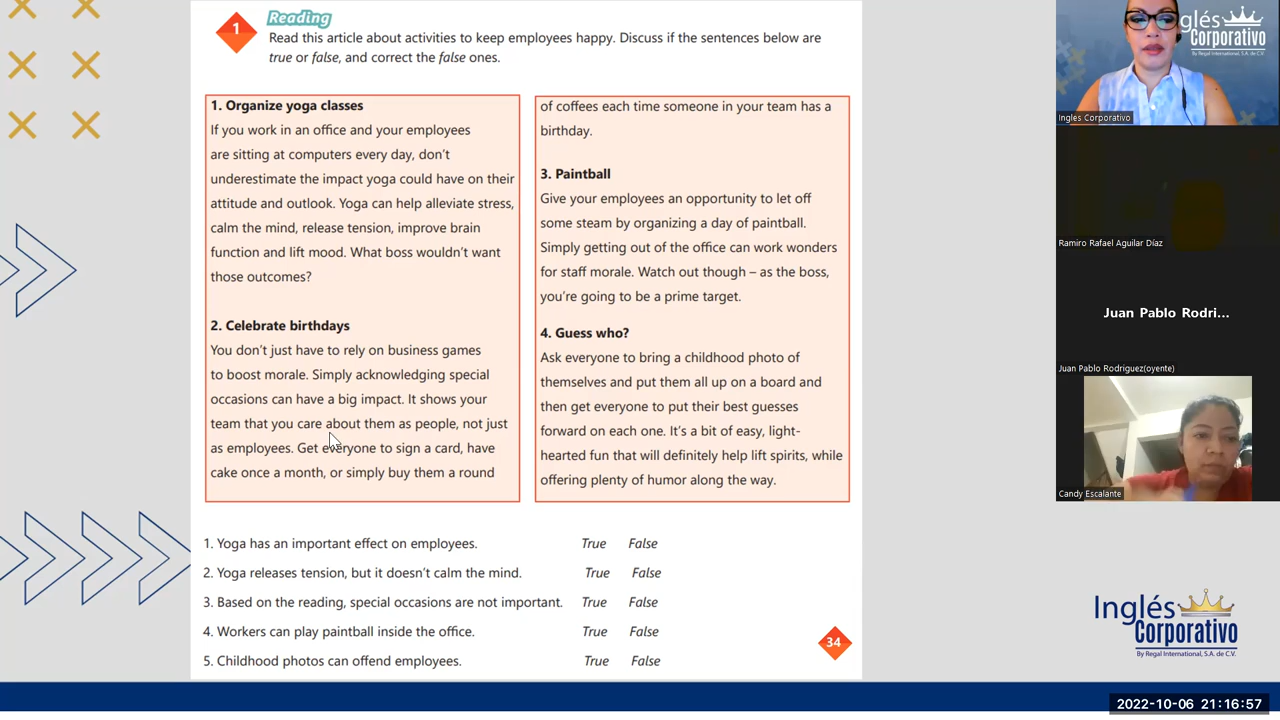 1
Reading
Read this article about activities to keep employees happy. Discuss if the sentences below are
true or false, and correct the false ones.
1. Organize yoga classes
If you work in an office and your employees
are sitting at computers every day, don’t
underestimate the impact yoga could have on their
attitude and outlook. Yoga can help alleviate stress,
calm the mind, release tension, improve brain
function and lift mood. What boss wouldn’t want
those outcomes?
2. Celebrate birthdays
You don’t just have to rely on business games
to boost morale. Simply acknowledging special
occasions can have a big impact. It shows your
team that you care about them as people, not just
as employees. Get everyone to sign a card, have
cake once a month, or simply buy them a round
of coffees each time someone in your team has a
birthday.
3. Paintball
Give your employees an opportunity to let off
some steam by organizing a day of paintball.
Simply getting out of the office can work wonders
for staff morale. Watch out though – as the boss,
you’re going to be a prime target.
4. Guess who?
Ask everyone to bring a childhood photo of
themselves and put them all up on a board and
then get everyone to put their best guesses
forward on each one. It’s a bit of easy, light-
hearted fun that will definitely help lift spirits, while
offering plenty of humor along the way.
1. Yoga has an important effect on employees. True False
2. Yoga releases tension, but it doesn’t calm the mind. True False
3. Based on the reading, special occasions are not important. True False
4. Workers can play paintball inside the office. True False
5. Childhood photos can offend employees. True False
34
glés
Corporativo
By Regal International, S.A. de C.V.
Ingles Corporativo
Ramiro Rafael Aguilar Díaz
Juan Pablo Rodri...
Juan Pablo Rodriguez(oyente)
Candy Escalante
Inglés
Corporativo
By Regal International, S.A. de C.V.
2022-10-06 21:16:57